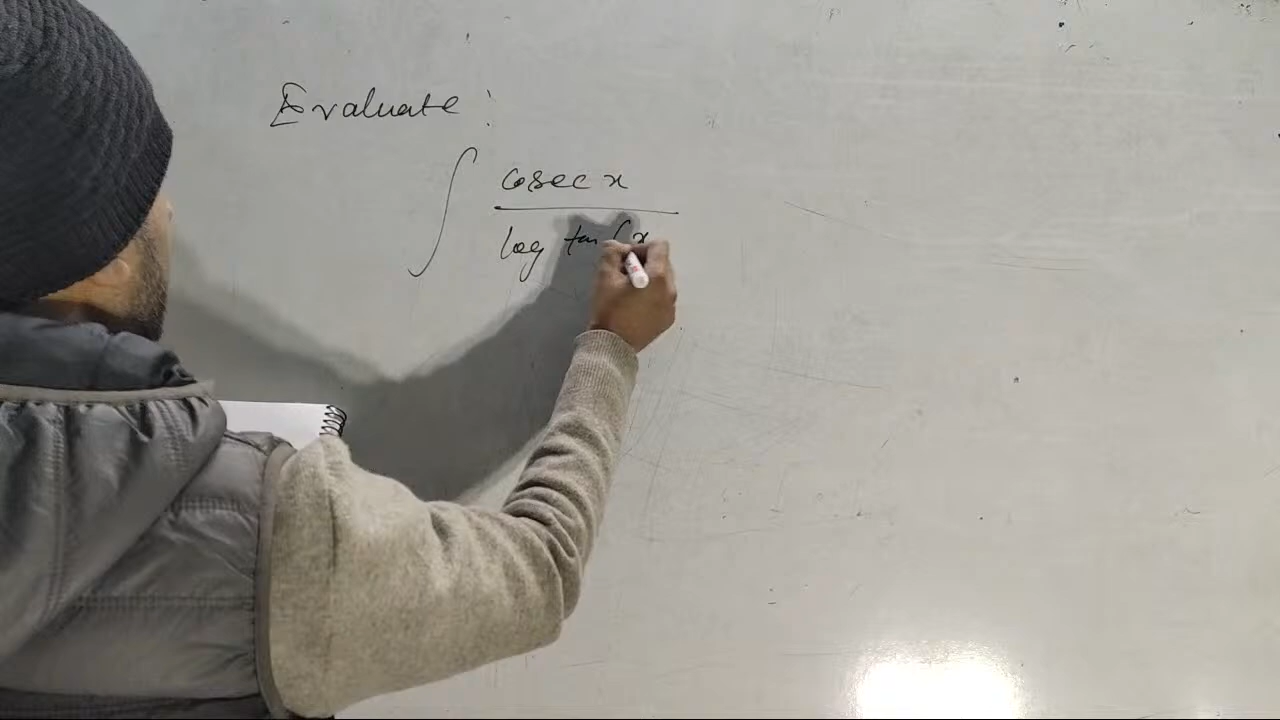 Evaluate :
∫ cosec x
log tan ( x